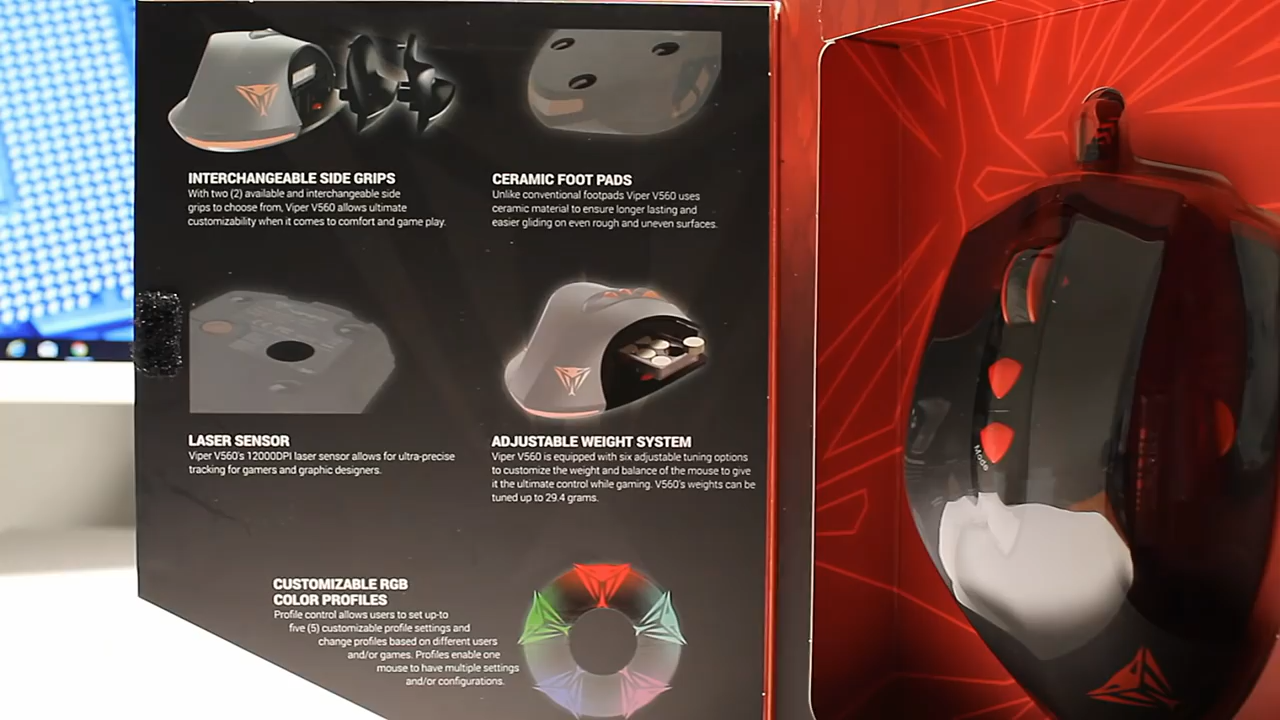 INTERCHANGEABLE SIDE GRIPS
With two (2) available and interchangeable side
grips to choose from, Viper V560 allows ultimate
customizability when it comes to comfort and game play.
CERAMIC FOOT PADS
Unlike conventional footpads Viper V560 uses
ceramic material to ensure longer lasting and
easier gliding on even rough and uneven surfaces.
LASER SENSOR
Viper V560's 12000DPI laser sensor allows for ultra-precise
tracking for gamers and graphic designers.
ADJUSTABLE WEIGHT SYSTEM
Viper V560 is equipped with six adjustable tuning options
to customize the weight and balance of the mouse to give
it the ultimate control while gaming. V560's weights can be
tuned up to 29.4 grams.
CUSTOMIZABLE RGB
COLOR PROFILES
Profile control allows users to set up-to
five (5) customizable profile settings and
change profiles based on different users
and/or games. Profiles enable one
mouse to have multiple settings
and/or configurations.
Mode